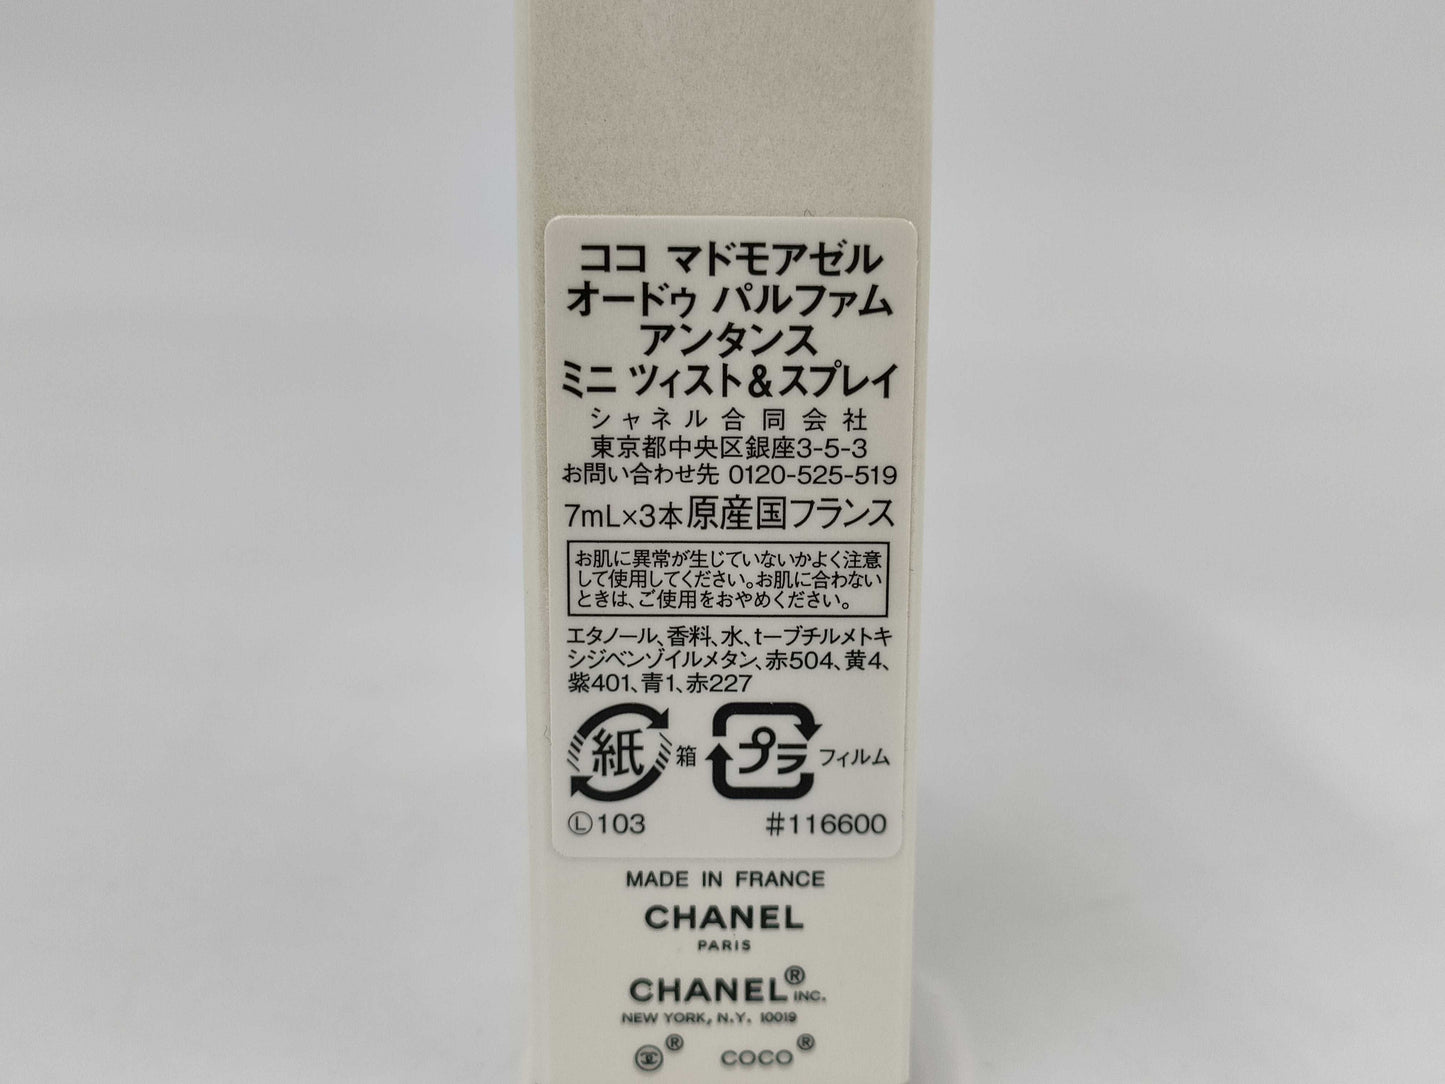 ココ マドモアゼル
オードゥ パルファム
アンタンス
ミニ ツィスト&スプレイ
シャネル合同会社
東京都中央区銀座3-5-3
お問い合わせ先 0120-525-519
7mL×3本原産国フランス
お肌に異常が生じていないかよく注意
して使用してください。お肌に合わない
ときは、ご使用をおやめください。
エタノール、香料、水、t-ブチルメトキ
シジベンゾイルメタン、赤504、黄4、
紫401、青1、赤227
紙 箱 プラ フィルム
Ⓛ103 #116600
MADE IN FRANCE
CHANEL
PARIS
CHANEL® INC.
NEW YORK, N.Y. 10019
® COCO®